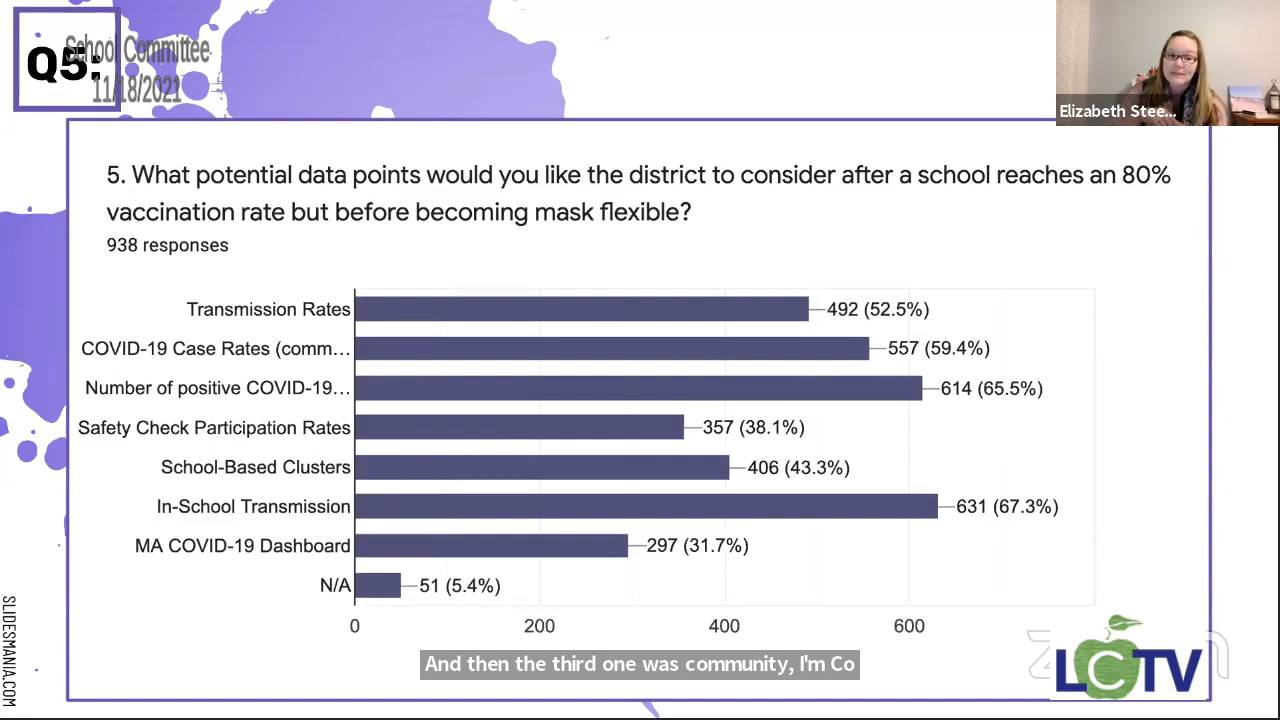 Q5:
School Committee
11/18/2021
Elizabeth Stee...
5. What potential data points would you like the district to consider after a school reaches an 80%
vaccination rate but before becoming mask flexible?
938 responses
Transmission Rates 492 (52.5%)
COVID-19 Case Rates (comm... 557 (59.4%)
Number of positive COVID-19... 614 (65.5%)
Safety Check Participation Rates 357 (38.1%)
School-Based Clusters 406 (43.3%)
In-School Transmission 631 (67.3%)
MA COVID-19 Dashboard 297 (31.7%)
N/A 51 (5.4%)
0 200 400 600
And then the third one was community, I'm Co
SLIDESMANIA.COM
LCTV